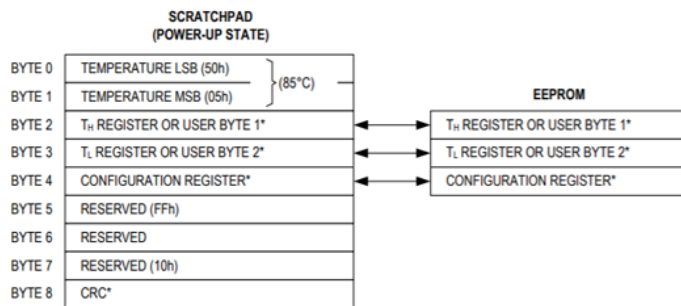 SCRATCHPAD
(POWER-UP STATE)
BYTE 0 TEMPERATURE LSB (50h)
(85°C)
BYTE 1 TEMPERATURE MSB (05h)
EEPROM
BYTE 2 TH REGISTER OR USER BYTE 1* TH REGISTER OR USER BYTE 1*
BYTE 3 TL REGISTER OR USER BYTE 2* TL REGISTER OR USER BYTE 2*
BYTE 4 CONFIGURATION REGISTER* CONFIGURATION REGISTER*
BYTE 5 RESERVED (FFh)
BYTE 6 RESERVED
BYTE 7 RESERVED (10h)
BYTE 8 CRC*